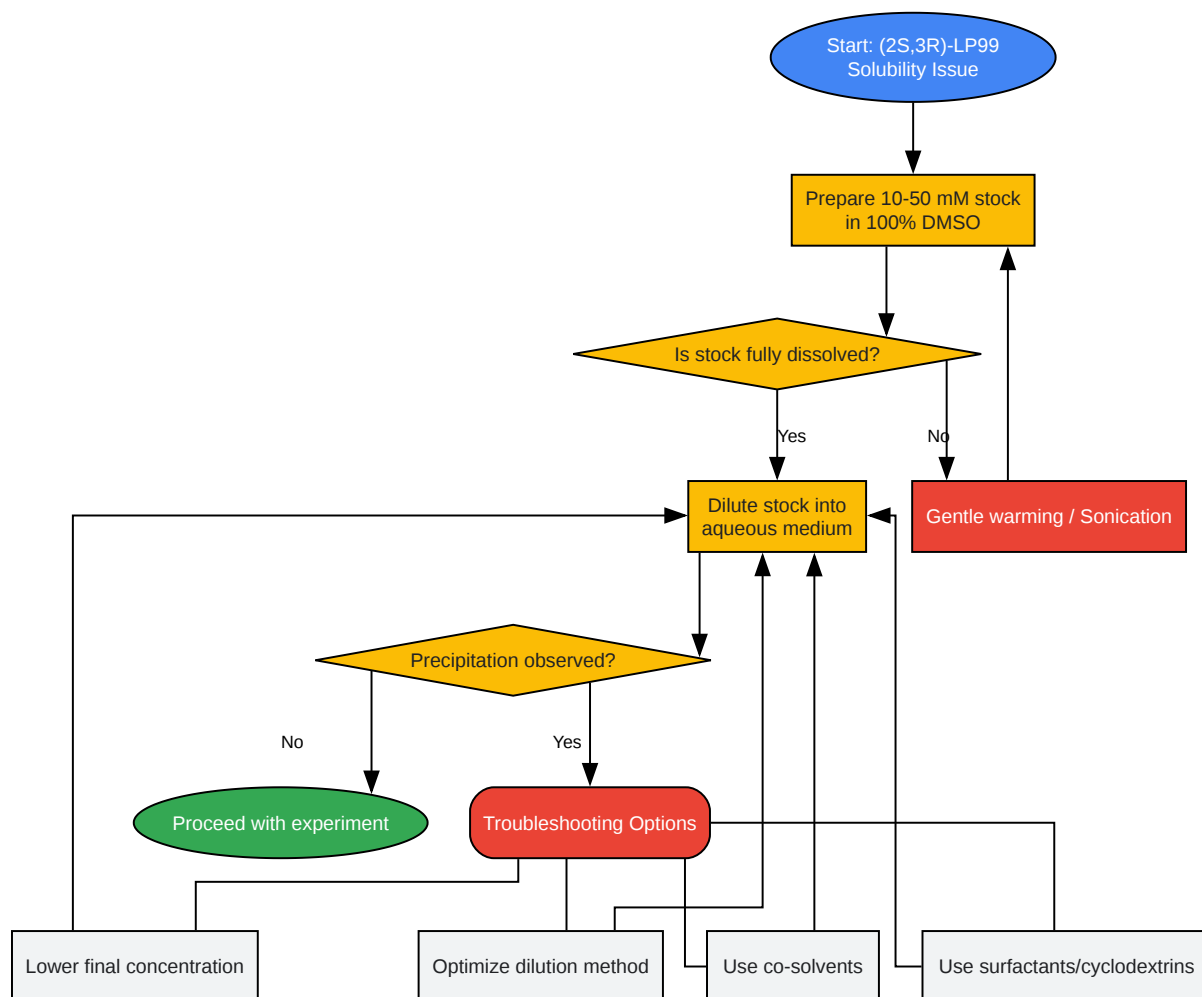 Start: (2S,3R)-LP99
Solubility Issue
Prepare 10-50 mM stock
in 100% DMSO
Is stock fully dissolved?
Yes
No
Dilute stock into
aqueous medium
Gentle warming / Sonication
Precipitation observed?
No
Yes
Proceed with experiment
Troubleshooting Options
Lower final concentration
Optimize dilution method
Use co-solvents
Use surfactants/cyclodextrins